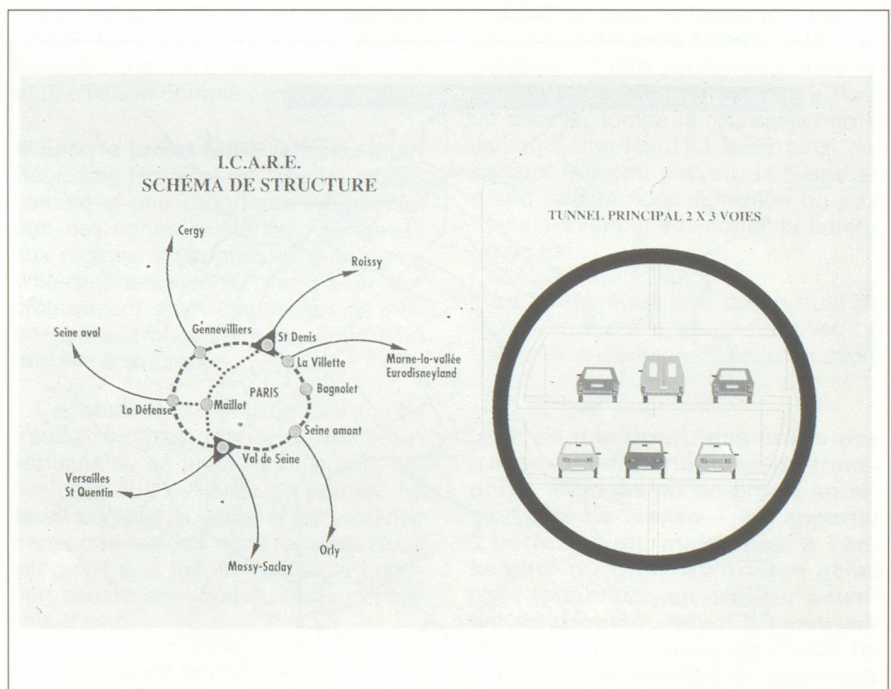 I.C.A.R.E.
SCHÉMA DE STRUCTURE
Cergy
Roissy
Seine aval
Gennevilliers
St Denis
La Villette
Marne-la-vallée
Eurodisneyland
PARIS
Bagnolet
La Défense
Maillot
Seine amont
Val de Seine
Versailles
St Quentin
Orly
Massy-Saclay
TUNNEL PRINCIPAL 2 X 3 VOIES